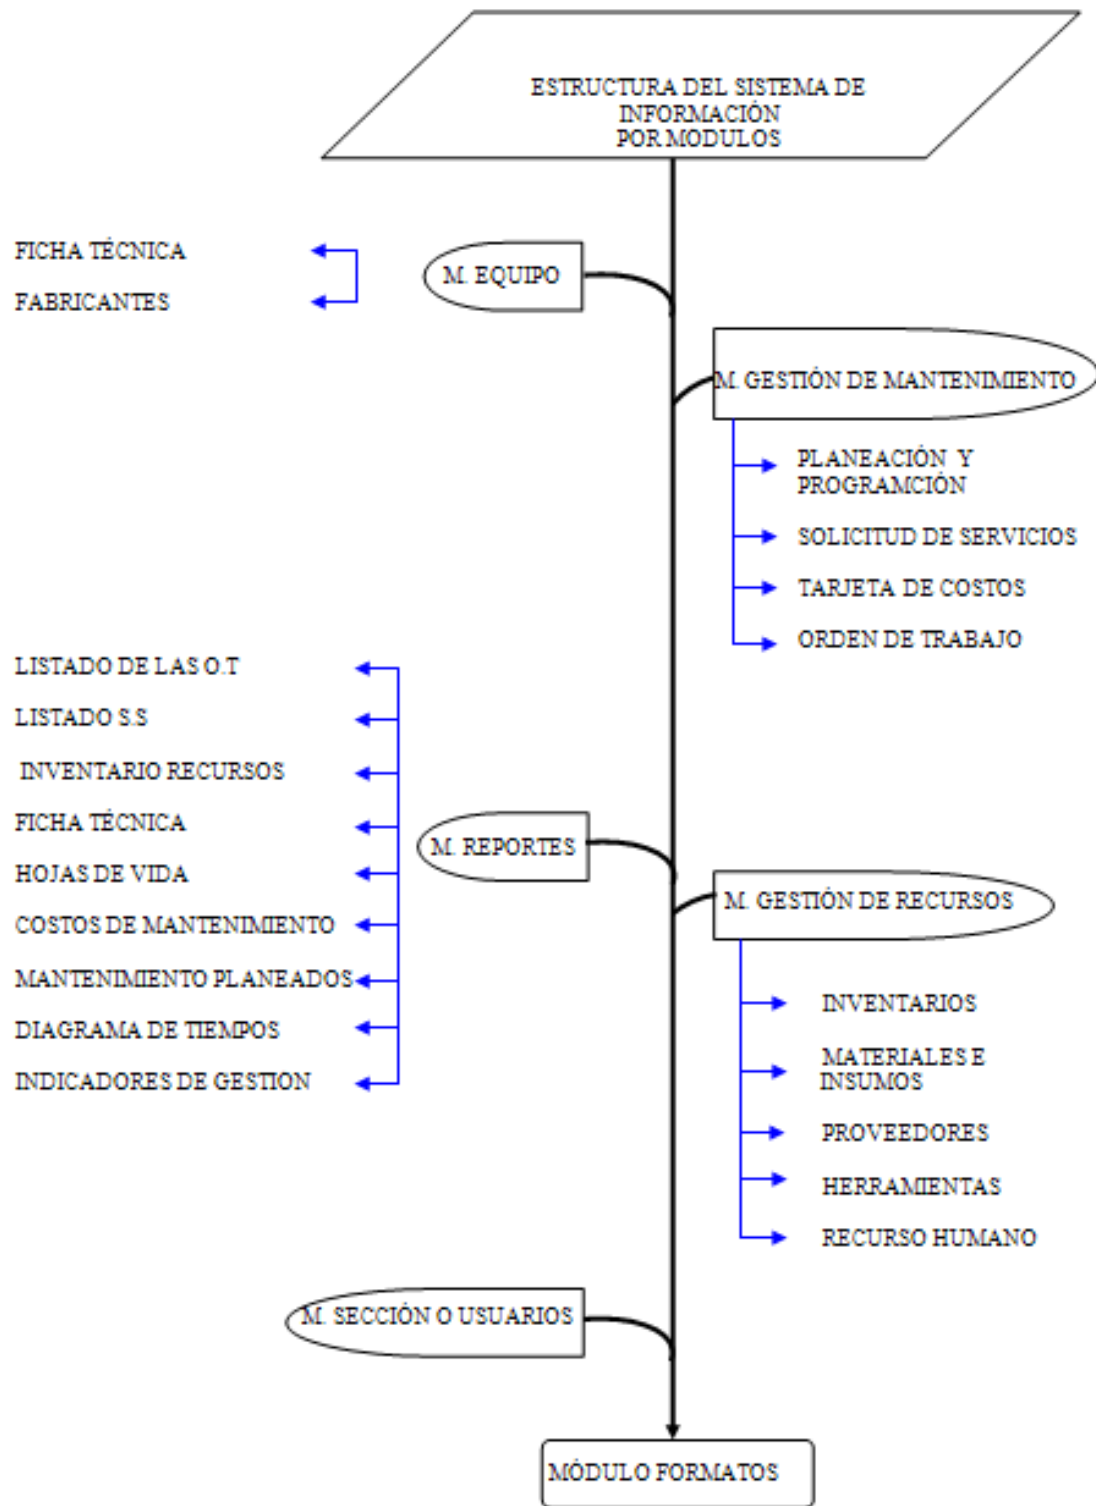 ESTRUCTURA DEL SISTEMA DE
INFORMACIÓN
POR MODULOS
FICHA TÉCNICA
FABRICANTES
M. EQUIPO
M. GESTIÓN DE MANTENIMIENTO
PLANEACIÓN Y
PROGRAMCIÓN
SOLICITUD DE SERVICIOS
TARJETA DE COSTOS
ORDEN DE TRABAJO
LISTADO DE LAS O.T
LISTADO S.S
INVENTARIO RECURSOS
FICHA TÉCNICA
HOJAS DE VIDA
COSTOS DE MANTENIMIENTO
MANTENIMIENTO PLANEADOS
DIAGRAMA DE TIEMPOS
INDICADORES DE GESTION
M. REPORTES
M. GESTIÓN DE RECURSOS
INVENTARIOS
MATERIALES E
INSUMOS
PROVEEDORES
HERRAMIENTAS
RECURSO HUMANO
M. SECCIÓN O USUARIOS
MÓDULO FORMATOS